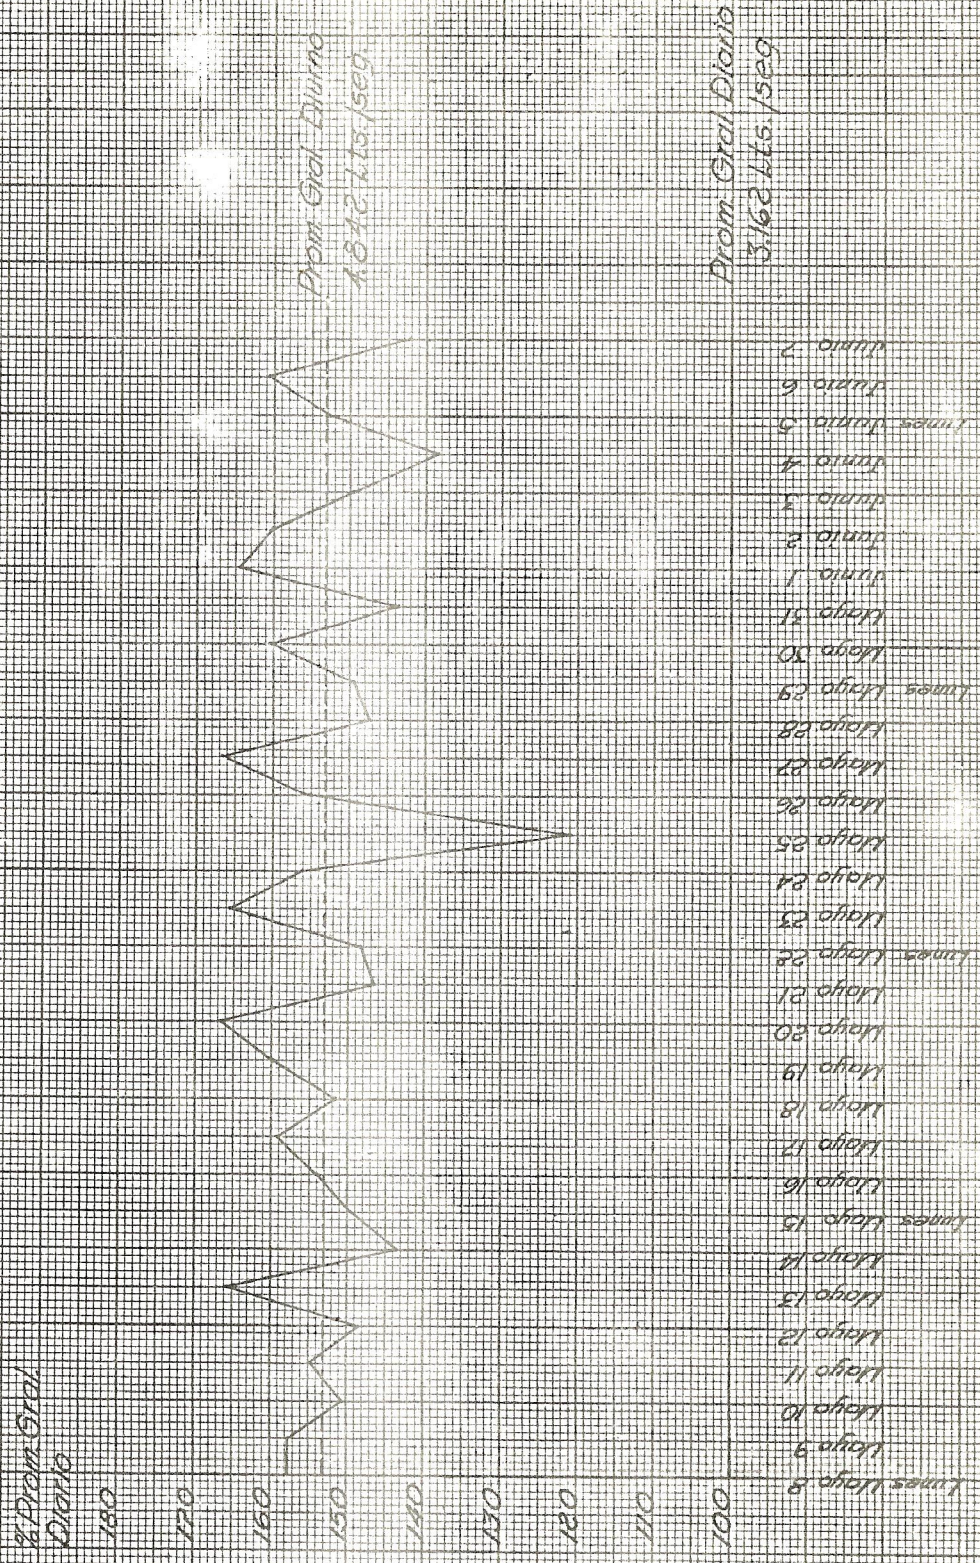 % Prom. Gral.
Diario
180
170
160
150
140
130
120
110
100
Prom. Gral Diurno
4.842 Lts./seg.
Prom. Gral Diario
3.162 Lts./seg
Lunes Mayo 8
Mayo 9
Mayo 10
Mayo 11
Mayo 12
Mayo 13
Mayo 14
Lunes Mayo 15
Mayo 16
Mayo 17
Mayo 18
Mayo 19
Mayo 20
Mayo 21
Lunes Mayo 22
Mayo 23
Mayo 24
Mayo 25
Mayo 26
Mayo 27
Mayo 28
Lunes Mayo 29
Mayo 30
Mayo 31
Junio 1
Junio 2
Junio 3
Junio 4
Lunes Junio 5
Junio 6
Junio 7